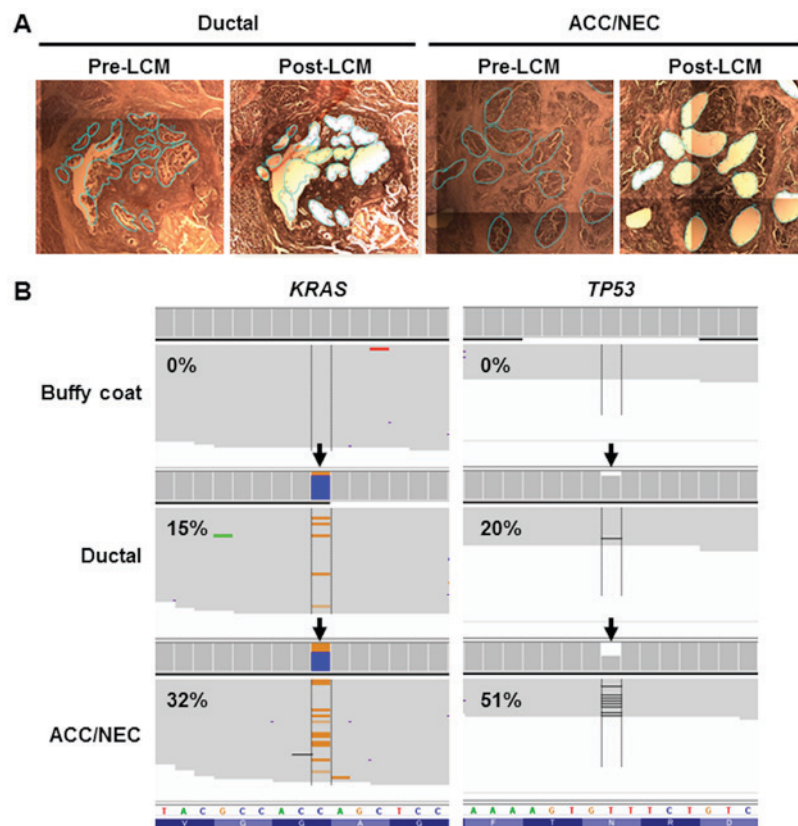 A
Ductal
ACC/NEC
Pre-LCM
Post-LCM
Pre-LCM
Post-LCM
B
KRAS
TP53
Buffy coat
0%
0%
Ductal
15%
20%
ACC/NEC
32%
51%
T A C G C C A C C A G C T C C
A A A A G T G T T T C T G T C
V G G A G
F T N R D